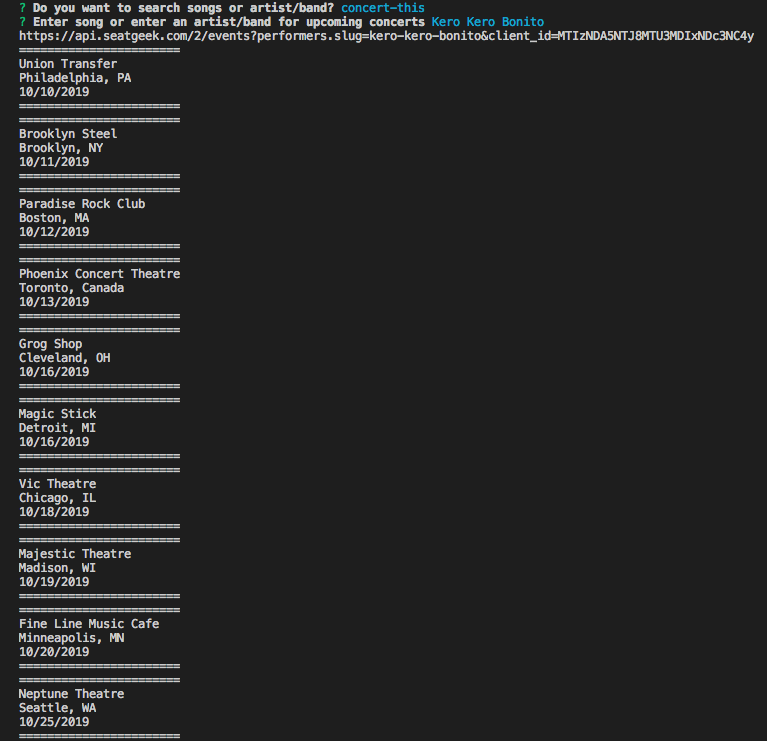 ? Do you want to search songs or artist/band? concert-this
? Enter song or enter an artist/band for upcoming concerts Kero Kero Bonito
https://api.seatgeek.com/2/events?performers.slug=kero-kero-bonito&client_id=MTIzNDA5NTJ8MTU3MDIxNDc3NC4y
=======================
Union Transfer
Philadelphia, PA
10/10/2019
=======================
=======================
Brooklyn Steel
Brooklyn, NY
10/11/2019
=======================
=======================
Paradise Rock Club
Boston, MA
10/12/2019
=======================
=======================
Phoenix Concert Theatre
Toronto, Canada
10/13/2019
=======================
=======================
Grog Shop
Cleveland, OH
10/16/2019
=======================
=======================
Magic Stick
Detroit, MI
10/16/2019
=======================
=======================
Vic Theatre
Chicago, IL
10/18/2019
=======================
=======================
Majestic Theatre
Madison, WI
10/19/2019
=======================
=======================
Fine Line Music Cafe
Minneapolis, MN
10/20/2019
=======================
=======================
Neptune Theatre
Seattle, WA
10/25/2019
=======================